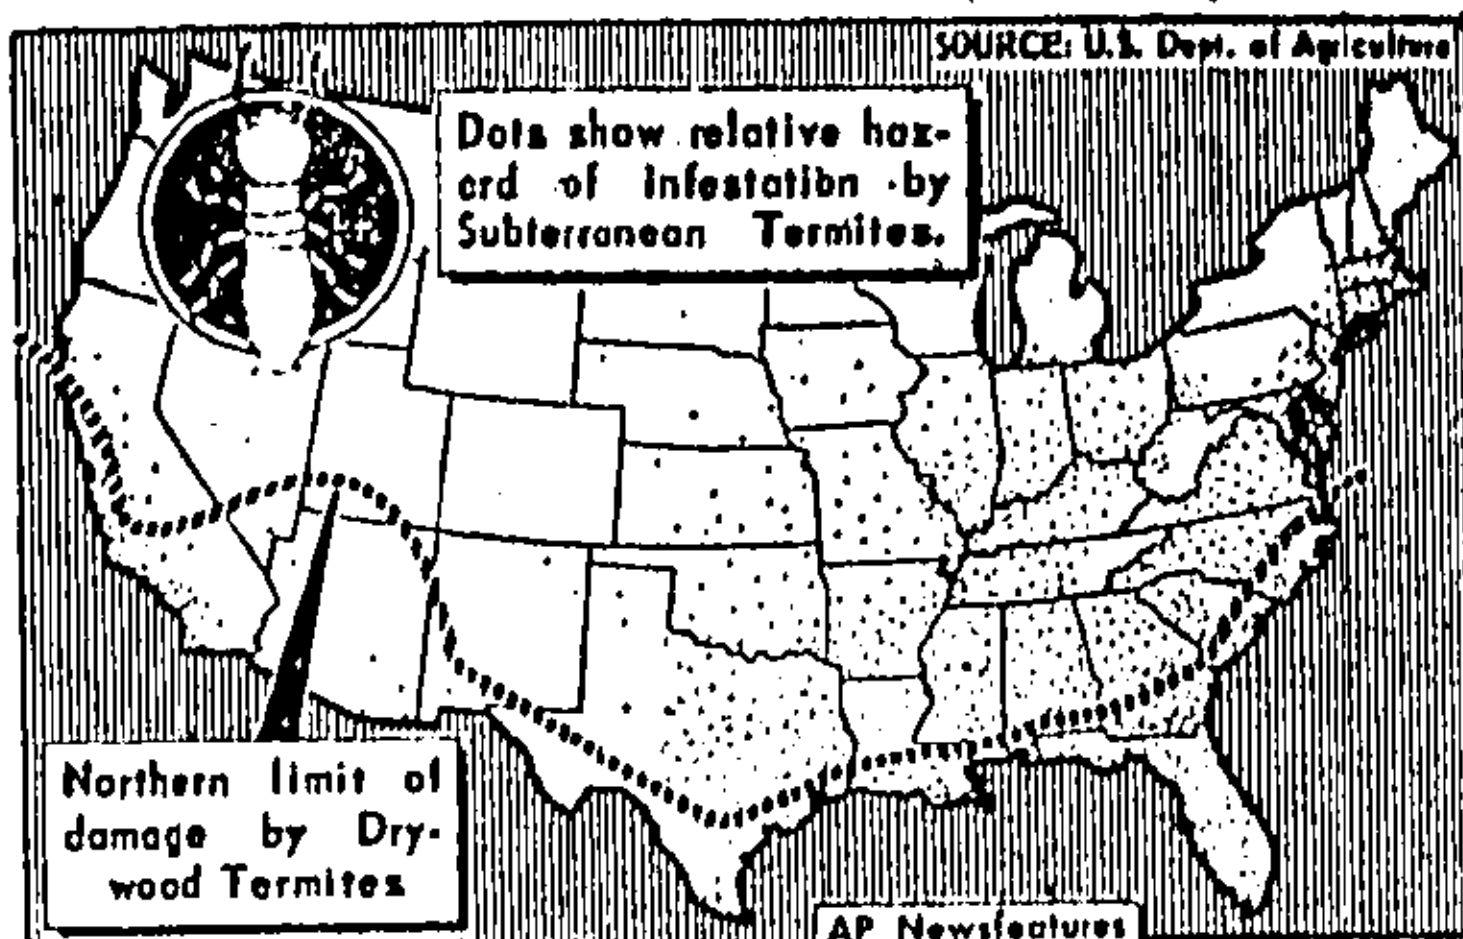 SOURCE: U.S. Dept. of Agriculture
Dots show relative haz-
ard of infestation by
Subterranean Termites.
Northern limit of
damage by Dry-
wood Termites
AP Newsfeatures